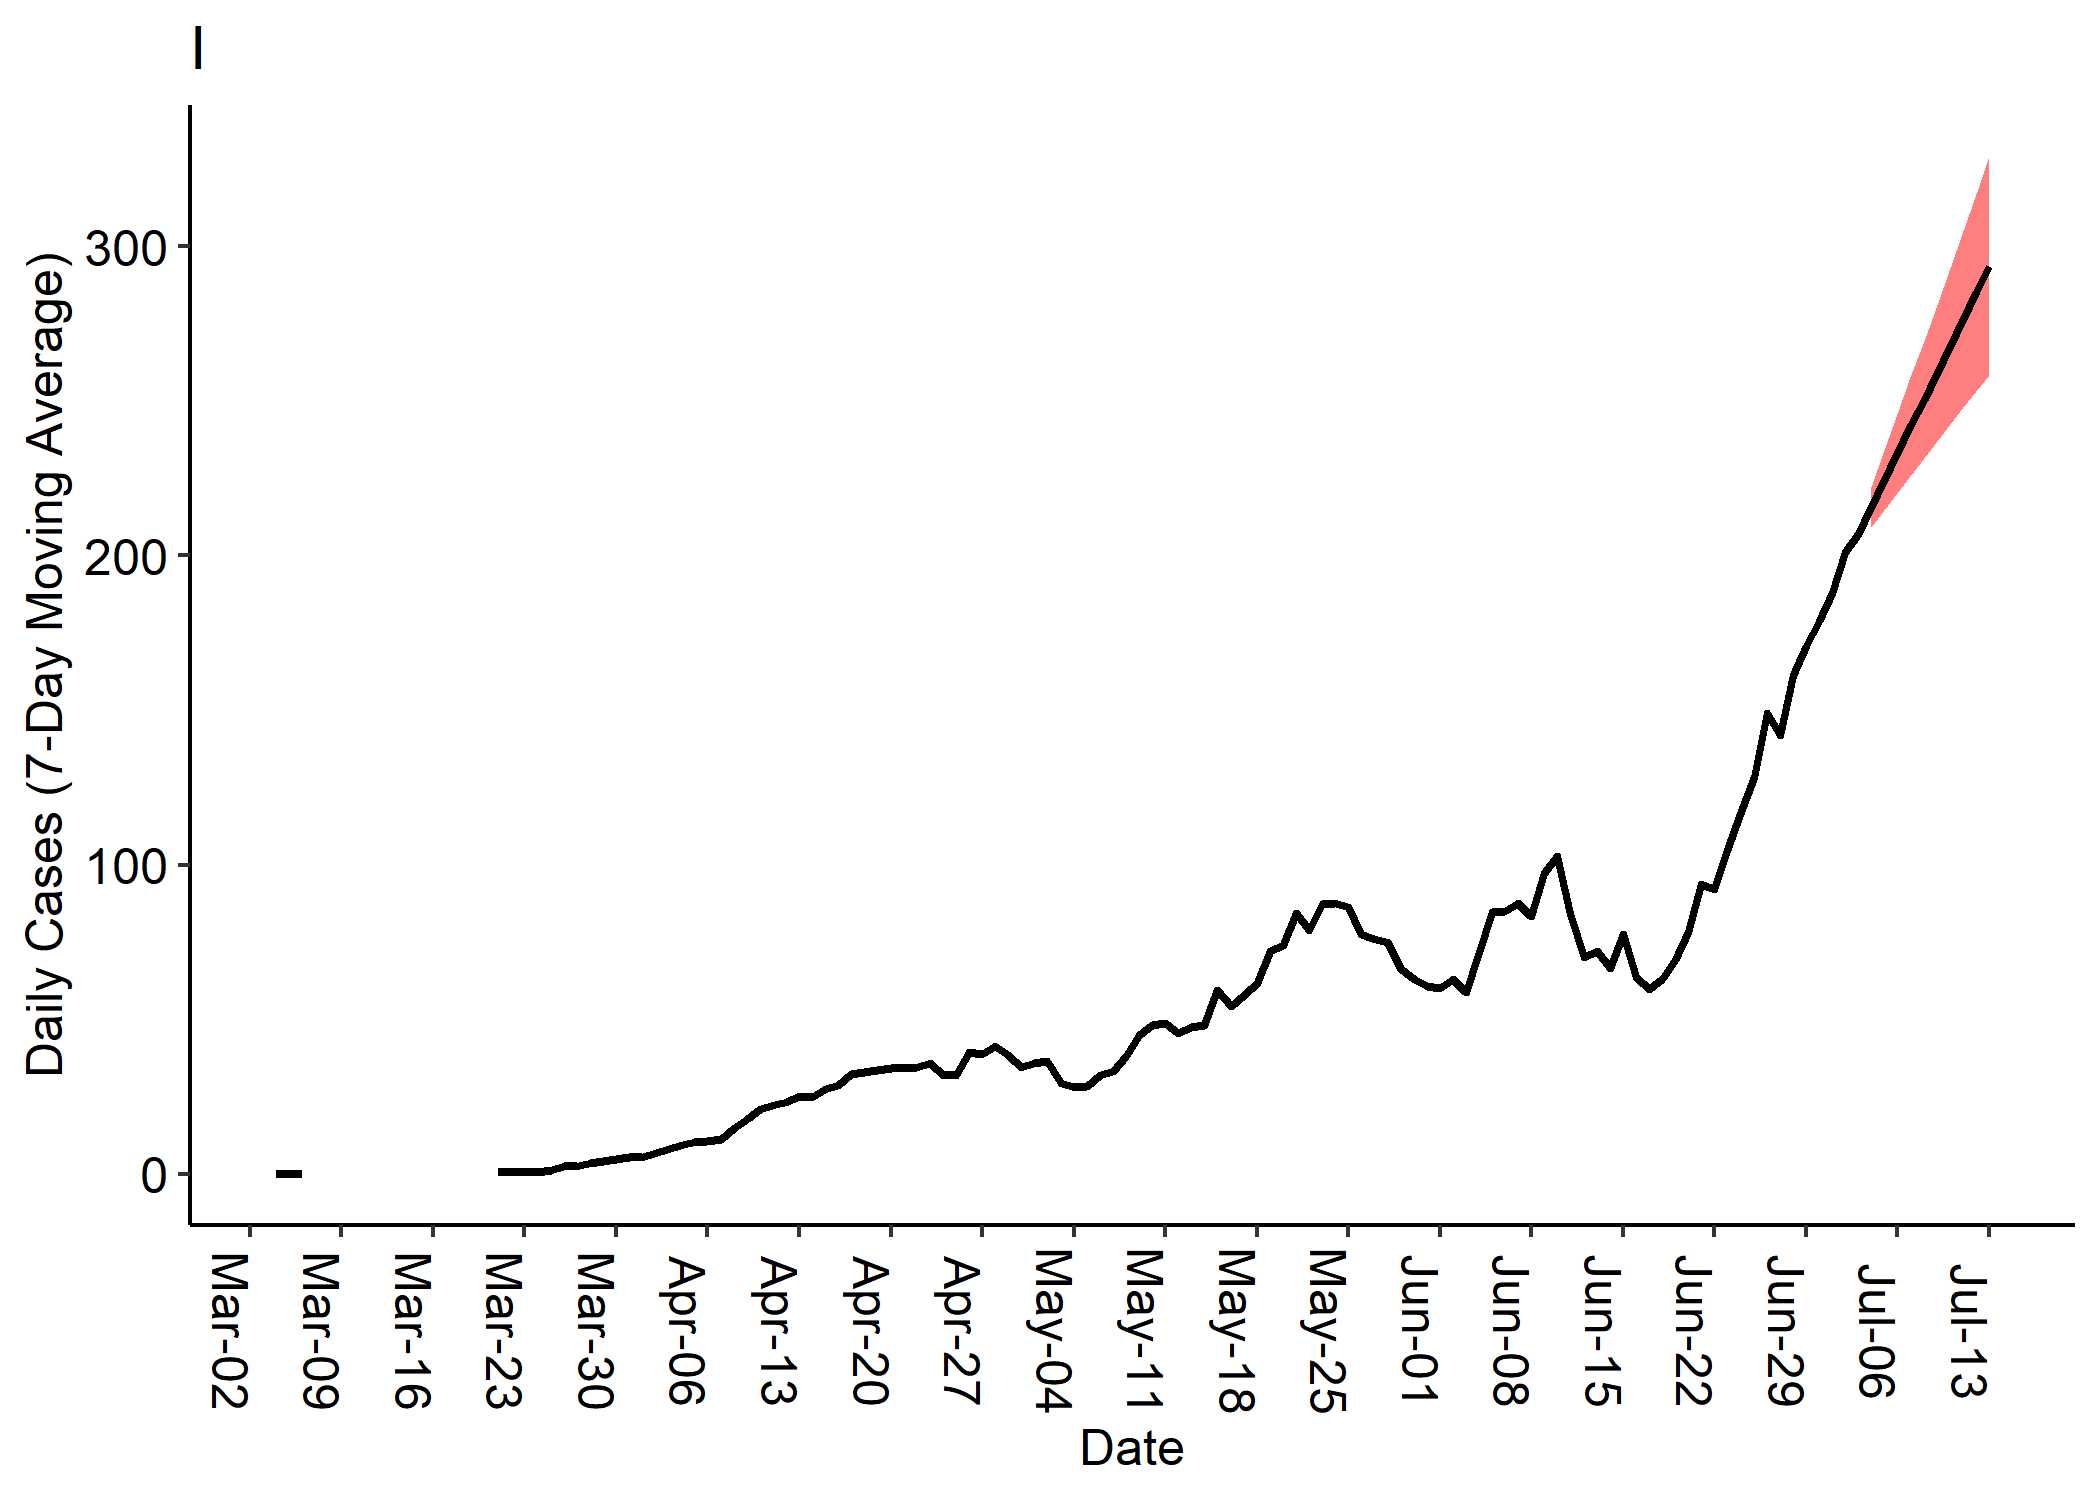 I
Daily Cases (7-Day Moving Average)
300
200
100
0
Mar-02
Mar-09
Mar-16
Mar-23
Mar-30
Apr-06
Apr-13
Apr-20
Apr-27
May-04
May-11
May-18
May-25
Jun-01
Jun-08
Jun-15
Jun-22
Jun-29
Jul-06
Jul-13
Date